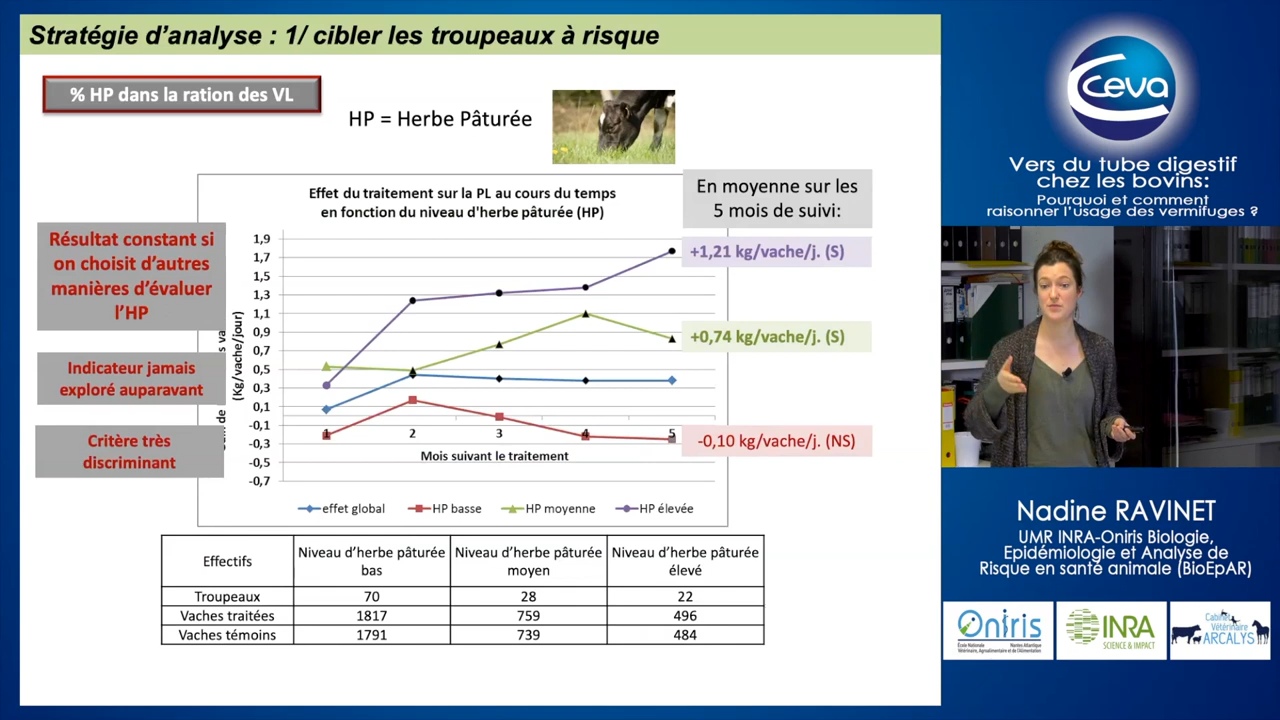 Stratégie d'analyse : 1/ cibler les troupeaux à risque
% HP dans la ration des VL
HP = Herbe Pâturée
Effet du traitement sur la PL au cours du temps
en fonction du niveau d'herbe pâturée (HP)
En moyenne sur les
5 mois de suivi:
Résultat constant si
on choisit d'autres
manières d'évaluer
l'HP
Indicateur jamais
exploré auparavant
Critère très
discriminant
(Kg/vache/jour)
1,9
1,7
1,5
1,3
1,1
0,9
0,7
0,5
0,3
0,1
-0,1
-0,3
-0,5
-0,7
1 2 3 4 5
Mois suivant le traitement
+1,21 kg/vache/j. (S)
+0,74 kg/vache/j. (S)
-0,10 kg/vache/j. (NS)
effet global HP basse HP moyenne HP élevée
Effectifs
Niveau d'herbe pâturée
bas
Niveau d'herbe pâturée
moyen
Niveau d'herbe pâturée
élevé
Troupeaux 70 28 22
Vaches traitées 1817 759 496
Vaches témoins 1791 739 484
ceva
Vers du tube digestif
chez les bovins:
Pourquoi et comment
raisonner l'usage des vermifuges ?
Nadine RAVINET
UMR INRA-Oniris Biologie,
Epidémiologie et Analyse de
Risque en santé animale (BioEpAR)
Oniris
INRA
SCIENCE & IMPACT
Cabinet
Vétérinaire
ARCALYS